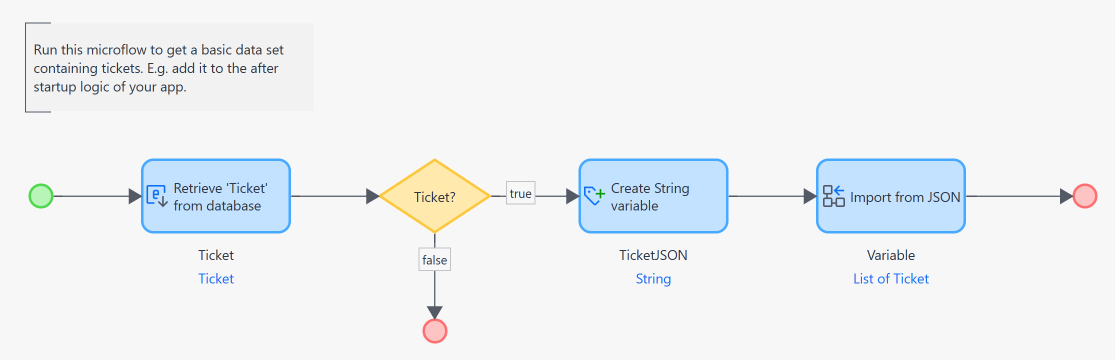 Run this microflow to get a basic data set
containing tickets. E.g. add it to the after
startup logic of your app.
Retrieve 'Ticket'
from database
Ticket
Ticket
Ticket?
true
false
Create String
variable
TicketJSON
String
Import from JSON
Variable
List of Ticket